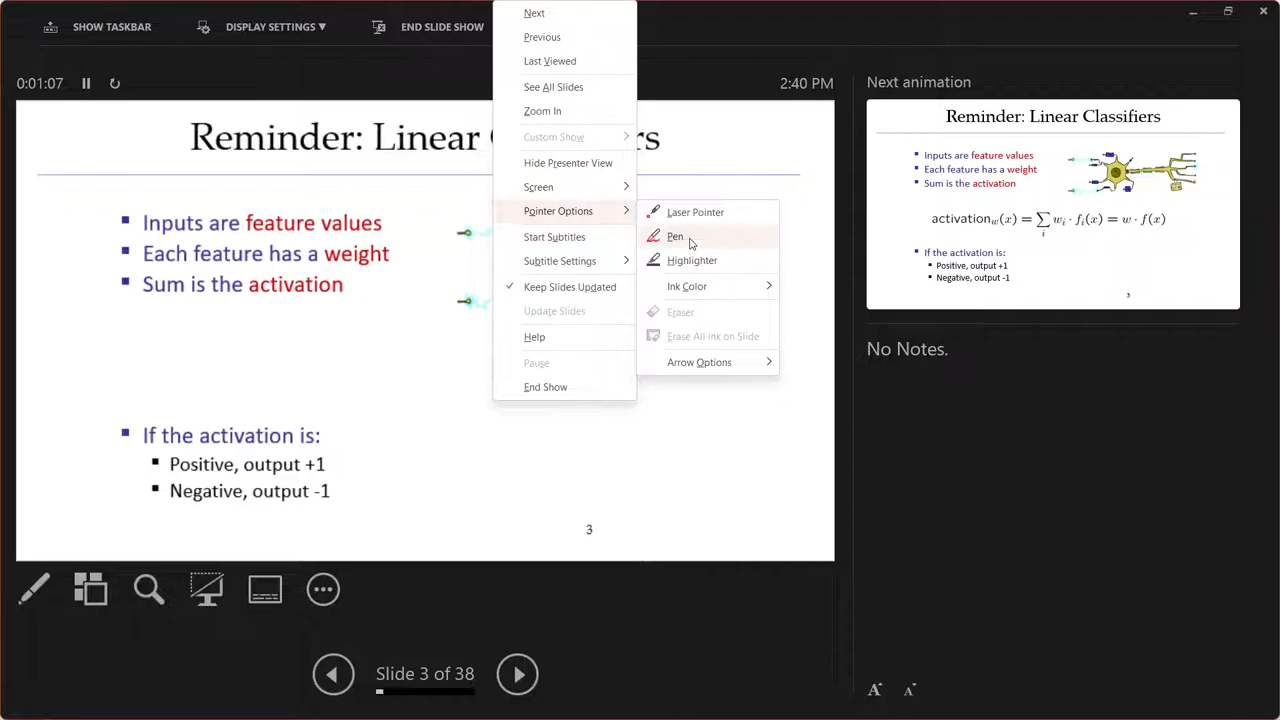 SHOW TASKBAR
DISPLAY SETTINGS ▼
END SLIDE SHOW
0:01:07
2:40 PM
Reminder: Linear C
rs
Inputs are feature values
Each feature has a weight
Sum is the activation
If the activation is:
Positive, output +1
Negative, output -1
3
Next
Previous
Last Viewed
See All Slides
Zoom In
Custom Show
Hide Presenter View
Screen
Pointer Options
Start Subtitles
Subtitle Settings
Keep Slides Updated
Update Slides
Help
Pause
End Show
Laser Pointer
Pen
Highlighter
Ink Color
Eraser
Erase All Ink on Slide
Arrow Options
Next animation
Reminder: Linear Classifiers
Inputs are feature values
Each feature has a weight
Sum is the activation
activation_w(x) = ∑_i w_i · f_i(x) = w · f(x)
If the activation is:
Positive, output +1
Negative, output -1
3
No Notes.
Slide 3 of 38
A A